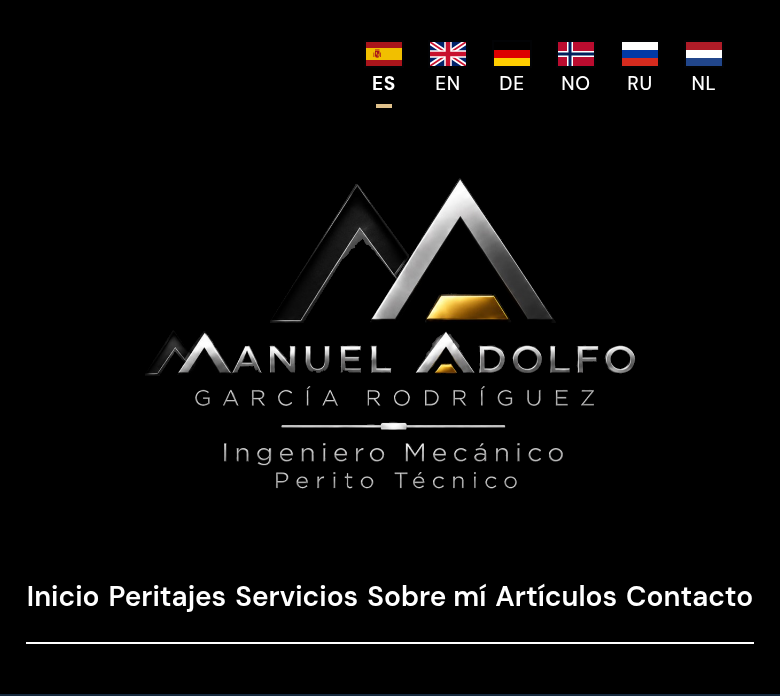 ES EN DE NO RU NL
MANUEL ADOLFO
GARCÍA RODRÍGUEZ
Ingeniero Mecánico
Perito Técnico
Inicio Peritajes Servicios Sobre mí Artículos Contacto